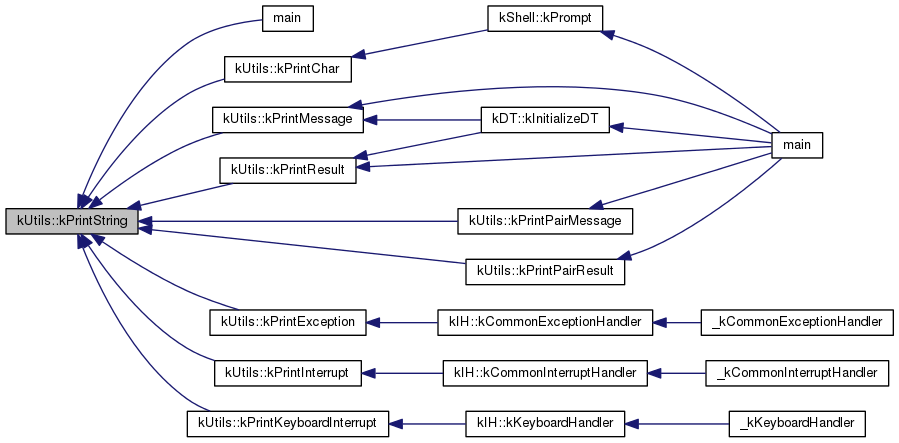 main
kShell::kPrompt
kUtils::kPrintChar
kUtils::kPrintMessage
kDT::kInitializeDT
main
kUtils::kPrintResult
kUtils::kPrintString
kUtils::kPrintPairMessage
kUtils::kPrintPairResult
kUtils::kPrintException
kIH::kCommonExceptionHandler
_kCommonExceptionHandler
kUtils::kPrintInterrupt
kIH::kCommonInterruptHandler
_kCommonInterruptHandler
kUtils::kPrintKeyboardInterrupt
kIH::kKeyboardHandler
_kKeyboardHandler